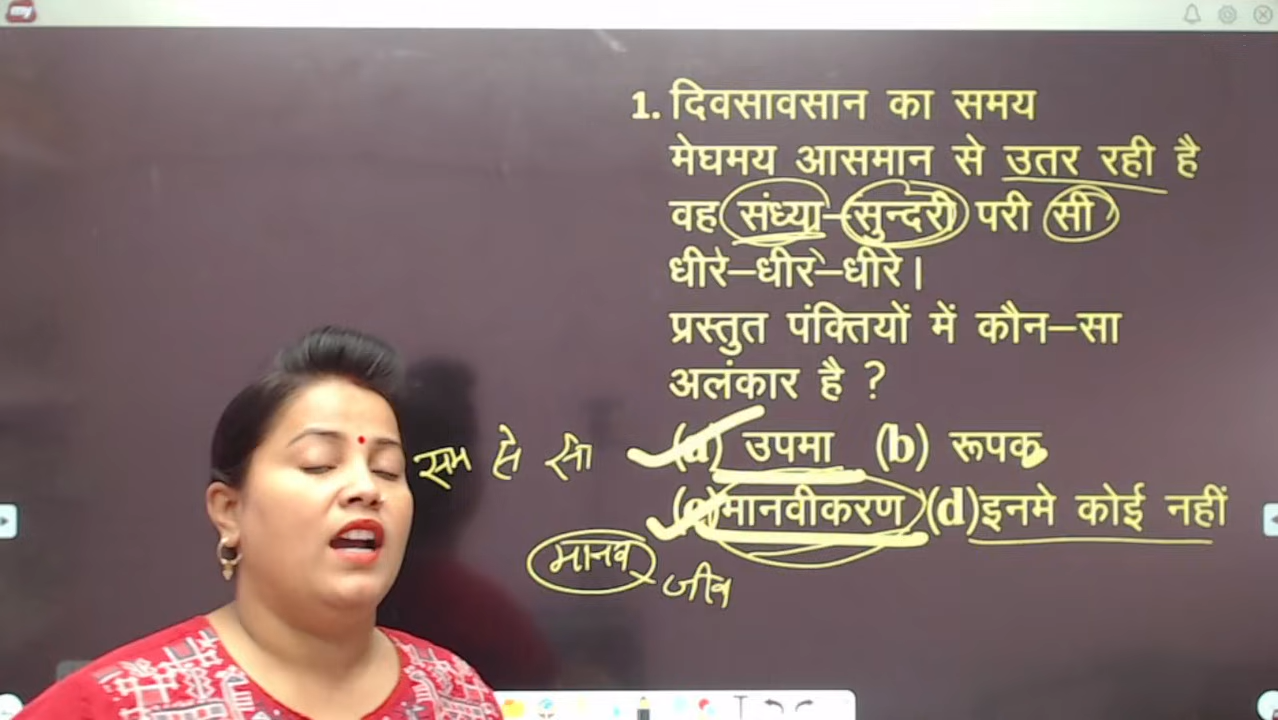 my
1. दिवसावसान का समय
मेघमय आसमान से उतर रही है
वह संध्या–सुन्दरी परी सी
धीरे–धीरे–धीरे।
प्रस्तुत पंक्तियों में कौन–सा
अलंकार है ?
सम से सा (a) उपमा (b) रूपक
(c) मानवीकरण (d) इनमे कोई नहीं
मानव – जीव